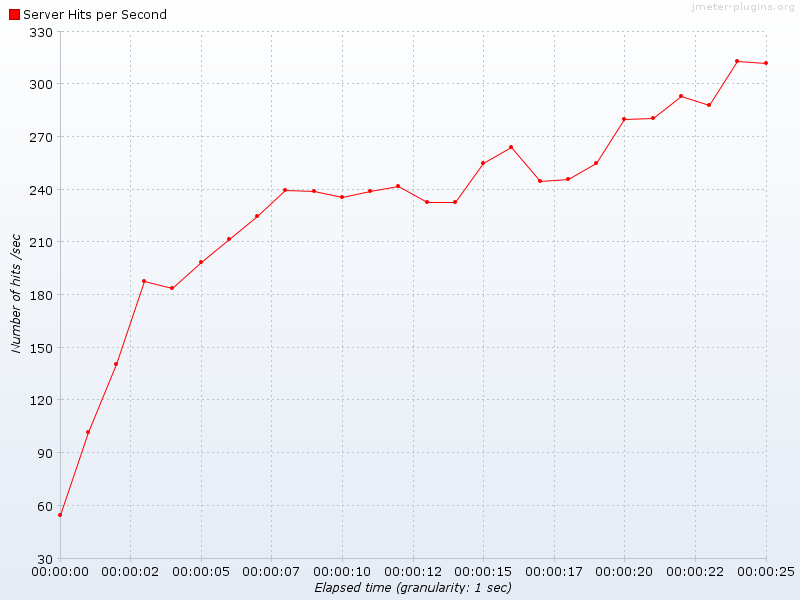 jmeter-plugins.org
Server Hits per Second
330
300
270
240
210
180
150
120
90
60
30
Number of hits /sec
00:00:00 00:00:02 00:00:05 00:00:07 00:00:10 00:00:12 00:00:15 00:00:17 00:00:20 00:00:22 00:00:25
Elapsed time (granularity: 1 sec)